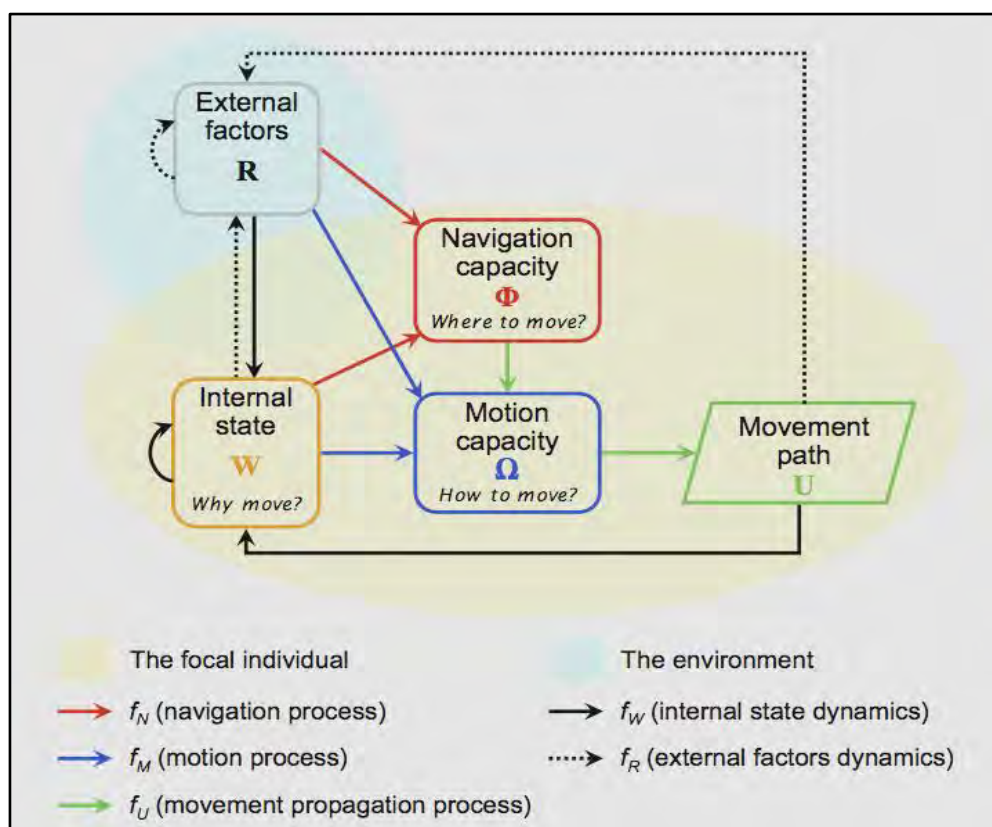 External
factors
R
Navigation
capacity
Φ
Where to move?
Internal
state
W
Why move?
Motion
capacity
Ω
How to move?
Movement
path
U
The focal individual
The environment
f_N (navigation process)
f_W (internal state dynamics)
f_M (motion process)
f_R (external factors dynamics)
f_U (movement propagation process)